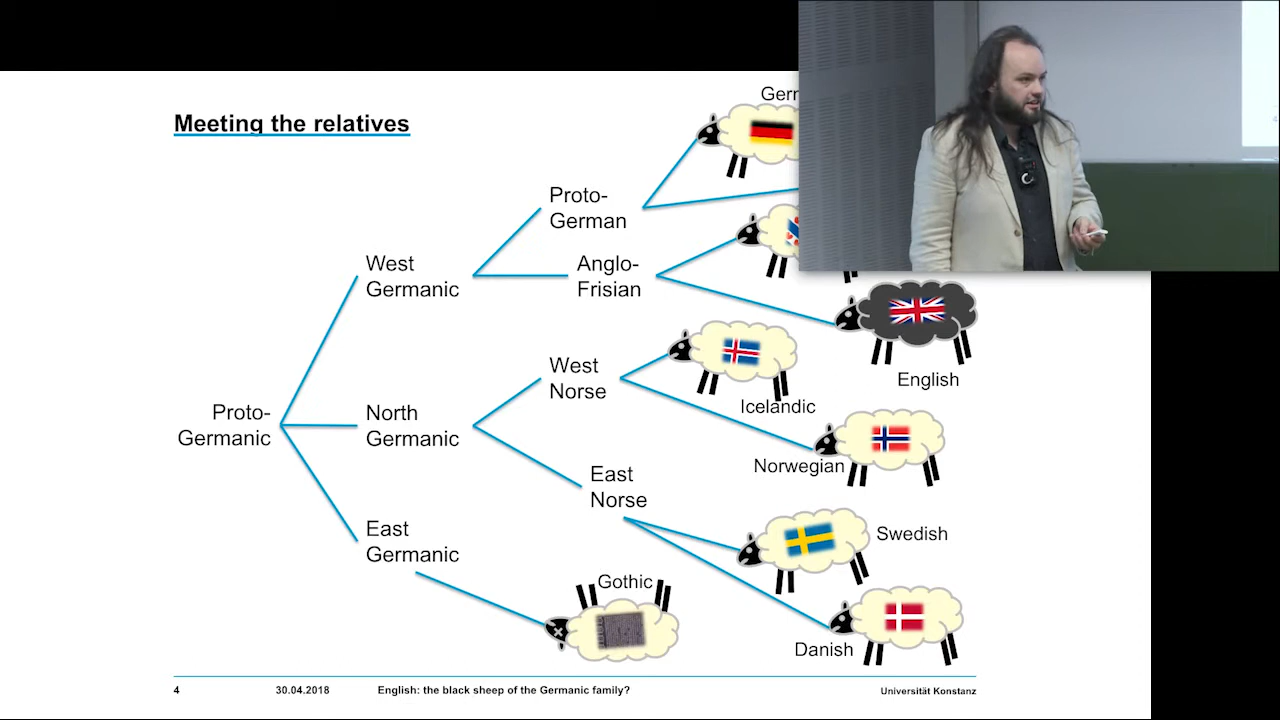 Meeting the relatives
Proto-
German
Anglo-
Frisian
West
Germanic
English
West
Norse
Icelandic
Proto-
Germanic
North
Germanic
Norwegian
East
Norse
Swedish
East
Germanic
Gothic
Danish
4 30.04.2018 English: the black sheep of the Germanic family? Universität Konstanz